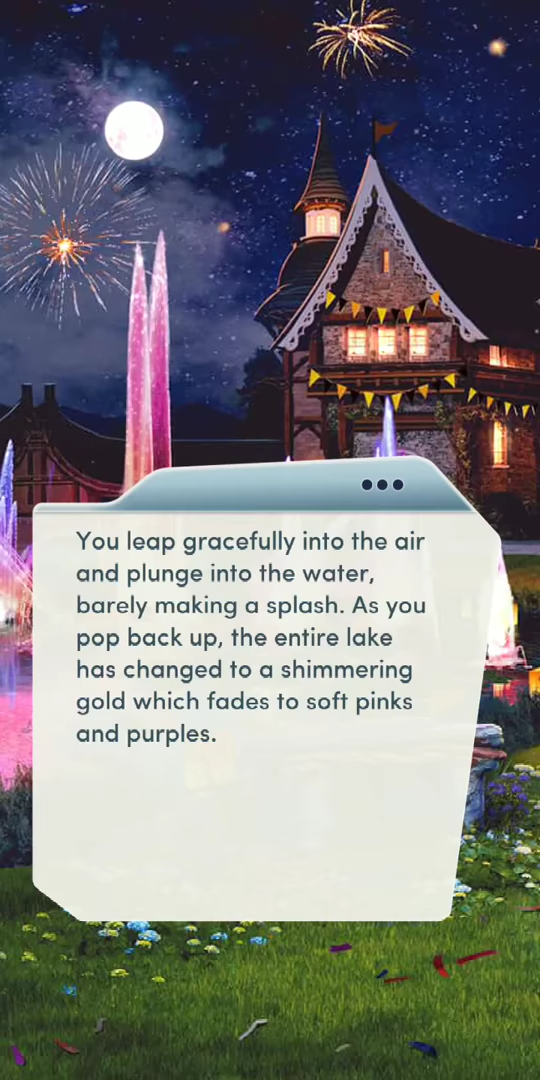 You leap gracefully into the air
and plunge into the water,
barely making a splash. As you
pop back up, the entire lake
has changed to a shimmering
gold which fades to soft pinks
and purples.